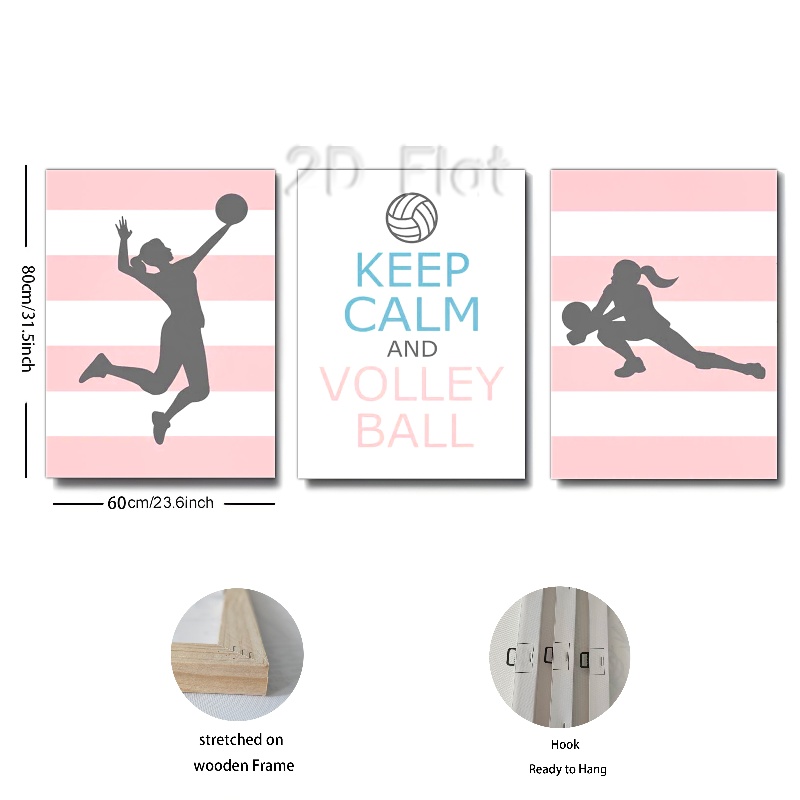 2D Flat
80cm/31.5inch
KEEP
CALM
AND
VOLLEY
BALL
60cm/23.6inch
stretched on
wooden Frame
Hook
Ready to Hang